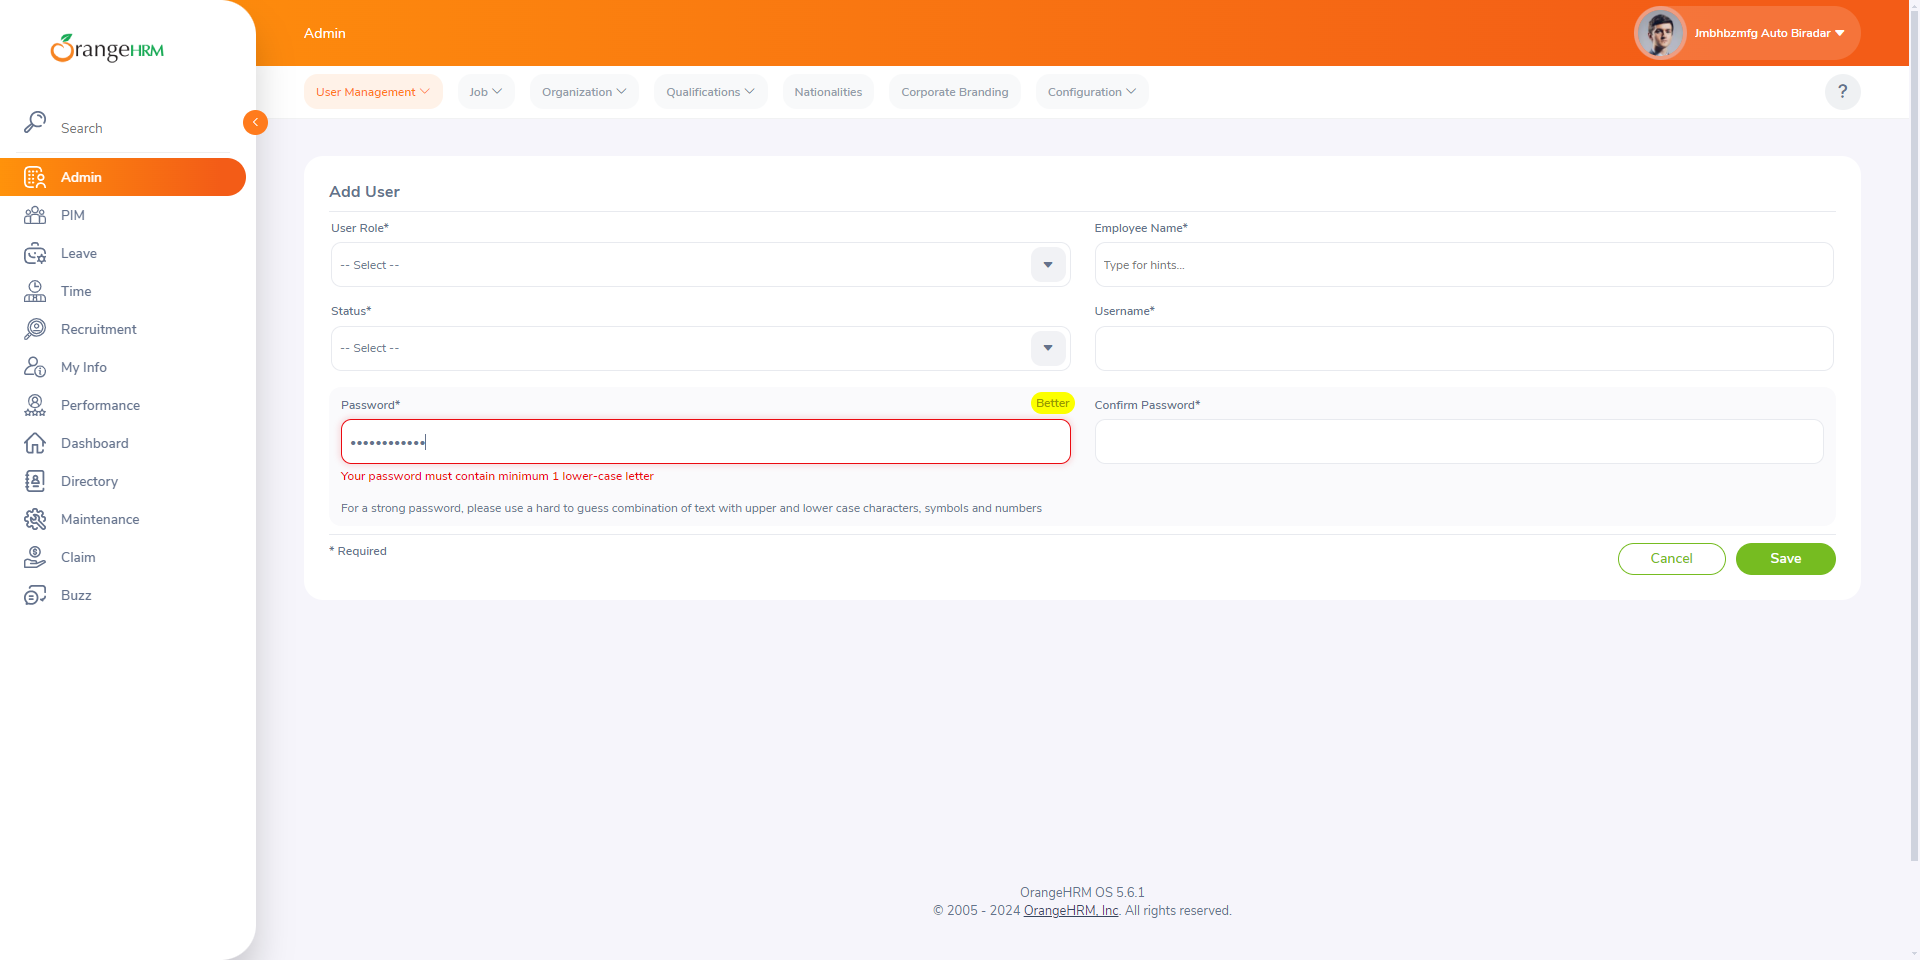 OrangeHRM
Admin
Jmbhbzmfg Auto Biradar
User Management
Job
Organization
Qualifications
Nationalities
Corporate Branding
Configuration
?
Search
Admin
PIM
Leave
Time
Recruitment
My Info
Performance
Dashboard
Directory
Maintenance
Claim
Buzz
Add User
User Role*
Employee Name*
-- Select --
Type for hints...
Status*
Username*
-- Select --
Password*
Better
Confirm Password*
••••••••••••
Your password must contain minimum 1 lower-case letter
For a strong password, please use a hard to guess combination of text with upper and lower case characters, symbols and numbers
* Required
Cancel
Save
OrangeHRM OS 5.6.1
© 2005 - 2024 OrangeHRM, Inc. All rights reserved.